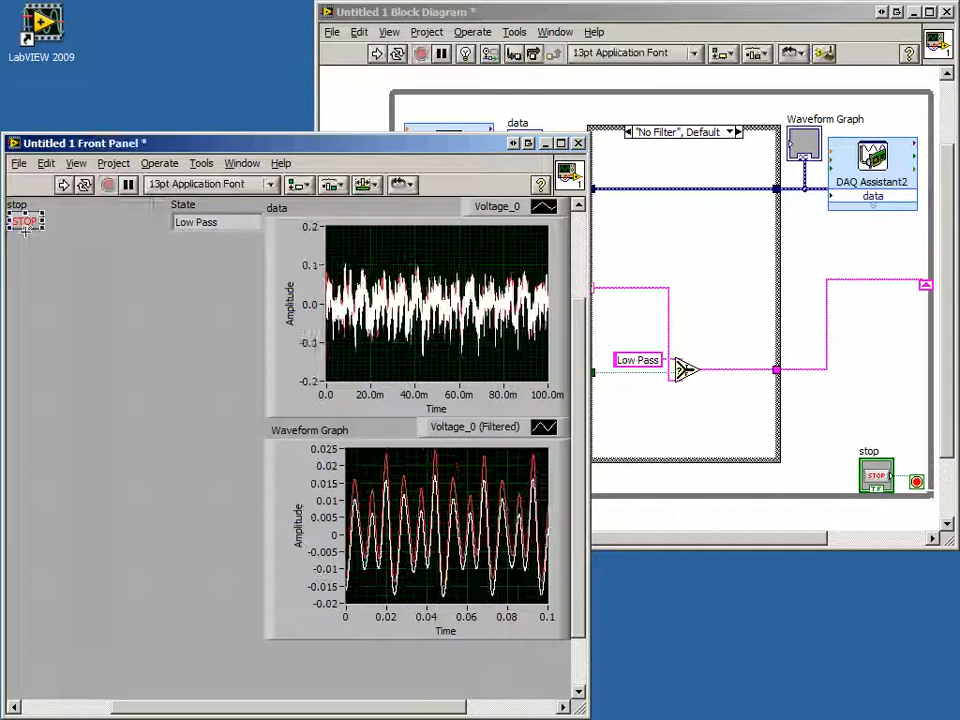 LabVIEW 2009
Untitled 1 Block Diagram *
File Edit View Project Operate Tools Window Help
13pt Application Font
1
data
"No Filter", Default
Waveform Graph
DAQ Assistant2
data
Low Pass
stop
STOP
TF
Untitled 1 Front Panel *
File Edit View Project Operate Tools Window Help
13pt Application Font
1
stop
STOP
State
Low Pass
data
Voltage_0
0.2
0.1
0.0
-0.1
-0.2
Amplitude
0.0 20.0m 40.0m 60.0m 80.0m 100.0m
Time
Waveform Graph
Voltage_0 (Filtered)
0.025
0.02
0.015
0.01
0.005
0
-0.005
-0.01
-0.015
-0.02
Amplitude
0 0.02 0.04 0.06 0.08 0.1
Time